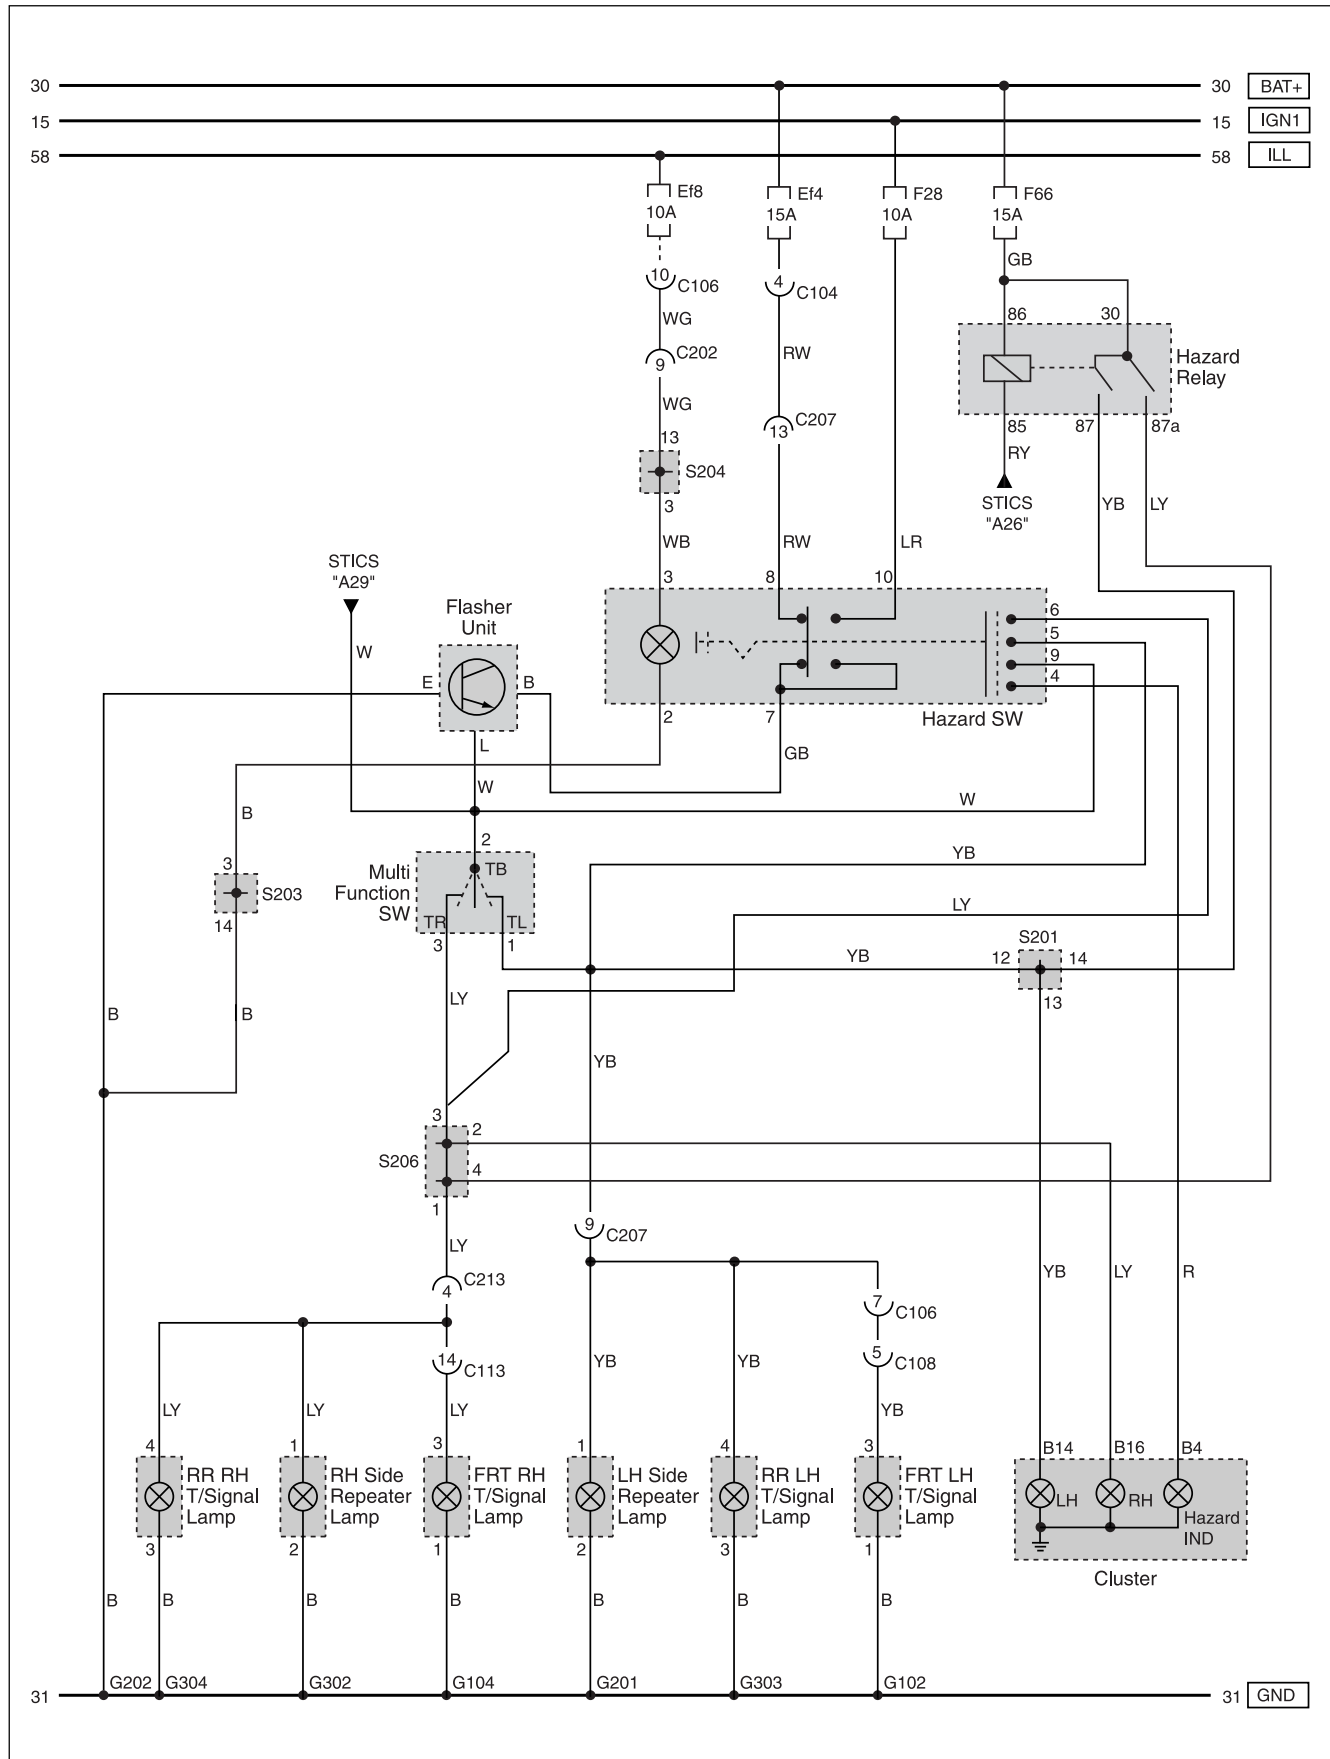 30 30 BAT+
15 15 IGN1
58 58 ILL
Ef8 Ef4 F28 F66
10A 15A 10A 15A
GB
10 C106 4 C104
WG RW 86 30
C202 9
Hazard
Relay
WG C207 13
13 85 87 87a
S204 RY
3 STICS
"A26"
YB LY
WB RW LR
STICS
"A29"
3 8 10
Flasher
Unit
W
E B
L
6
5
9
4
2 7 Hazard SW
GB
W W
B
2
YB
Multi
Function
SW
TB
TR TL
3 1
3
S203
14
LY
S201
YB 12 14
13
LY
B B
YB
3
2
S206
4
1
9 C207
LY
YB LY R
C213
4
7 C106
14 C113
5 C108
YB YB
LY LY LY YB
4 1 3 1 4 3 B14 B16 B4
RR RH
T/Signal
Lamp
RH Side
Repeater
Lamp
FRT RH
T/Signal
Lamp
LH Side
Repeater
Lamp
RR LH
T/Signal
Lamp
FRT LH
T/Signal
Lamp
LH RH Hazard
IND
3 2 1 2 3 1
Cluster
B B B B B B B
G202 G304 G302 G104 G201 G303 G102
31 31 GND